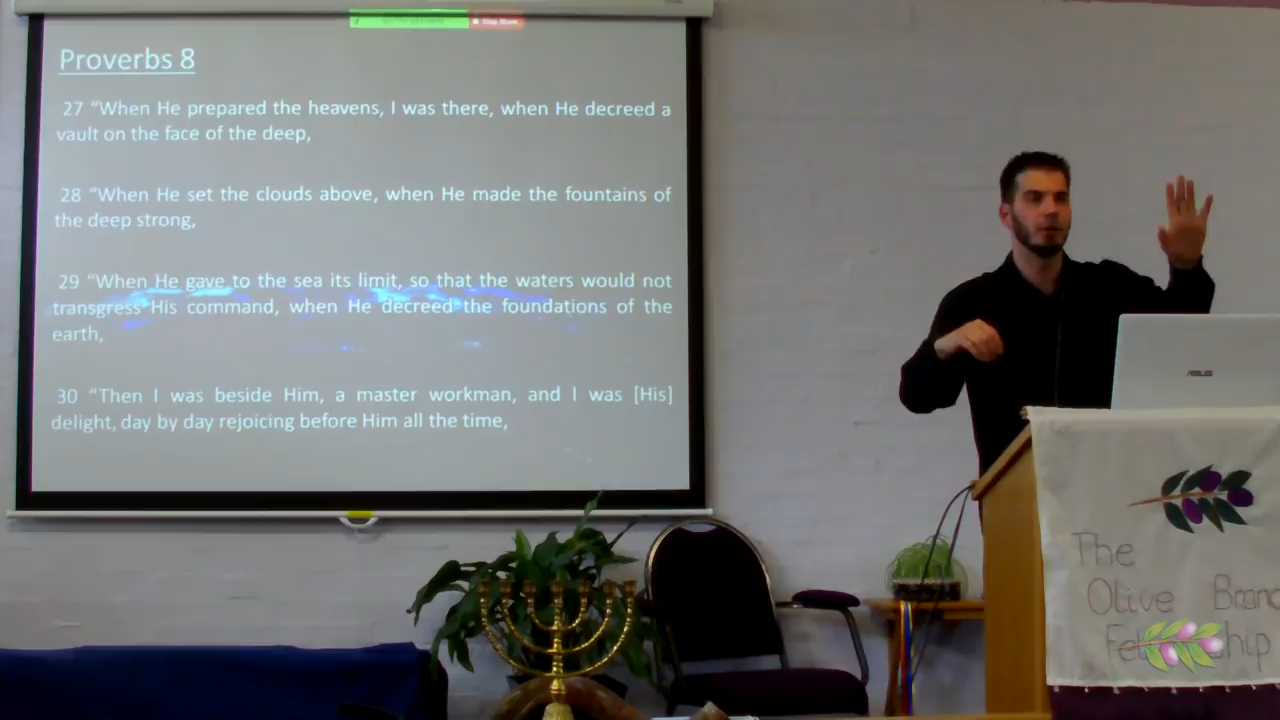 Stop Share
Proverbs 8
27 “When He prepared the heavens, I was there, when He decreed a
vault on the face of the deep,
28 “When He set the clouds above, when He made the fountains of
the deep strong,
29 “When He gave to the sea its limit, so that the waters would not
transgress His command, when He decreed the foundations of the
earth,
30 “Then I was beside Him, a master workman, and I was [His]
delight, day by day rejoicing before Him all the time,
ASUS
The
Olive